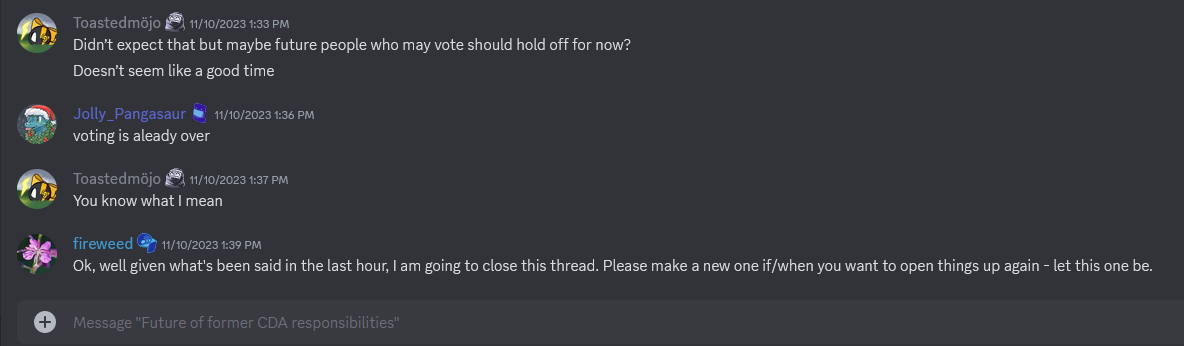 Toastedmöjo 11/10/2023 1:33 PM
Didn’t expect that but maybe future people who may vote should hold off for now?
Doesn’t seem like a good time
Jolly_Pangasaur 11/10/2023 1:36 PM
voting is aleady over
Toastedmöjo 11/10/2023 1:37 PM
You know what I mean
fireweed 11/10/2023 1:39 PM
Ok, well given what's been said in the last hour, I am going to close this thread. Please make a new one if/when you want to open things up again - let this one be.
Message "Future of former CDA responsibilities"